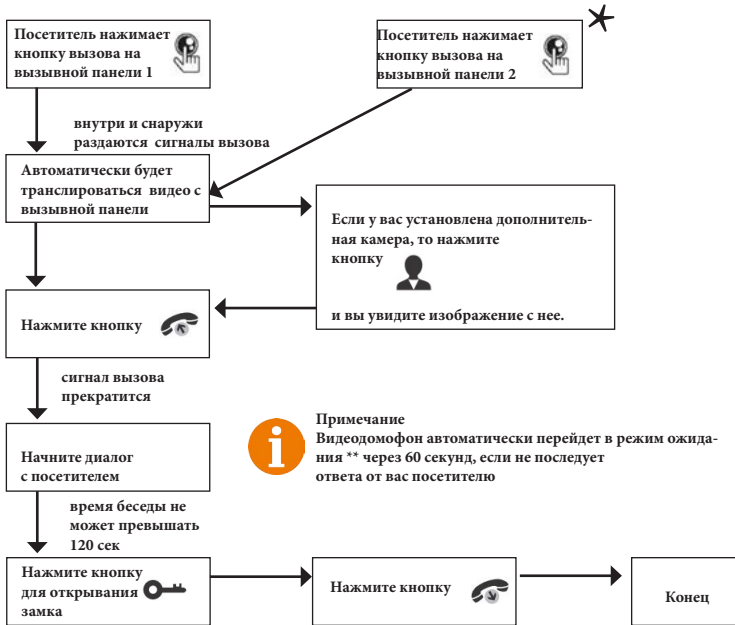 Посетитель нажимает
кнопку вызова на
вызывной панели 1
Посетитель нажимает
кнопку вызова на
вызывной панели 2
внутри и снаружи
раздаются сигналы вызова
Автоматически будет
транслироваться видео с
вызывной панели
Если у вас установлена дополнитель-
ная камера, то нажмите
кнопку
и вы увидите изображение с нее.
Нажмите кнопку
сигнал вызова
прекратится
Примечание
Видеодомофон автоматически перейдет в режим ожида-
ния ** через 60 секунд, если не последует
ответа от вас посетителю
Начните диалог
с посетителем
время беседы не
может превышать
120 сек
Нажмите кнопку
для открывания
замка
Нажмите кнопку
Конец